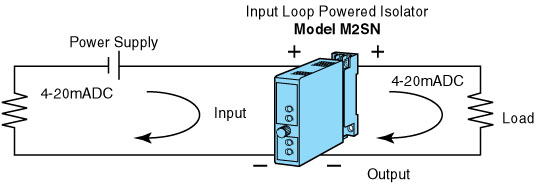 Input Loop Powered Isolator
Model M2SN
Power Supply
+ +
4-20mADC
4-20mADC
Input
Load
− −
Output